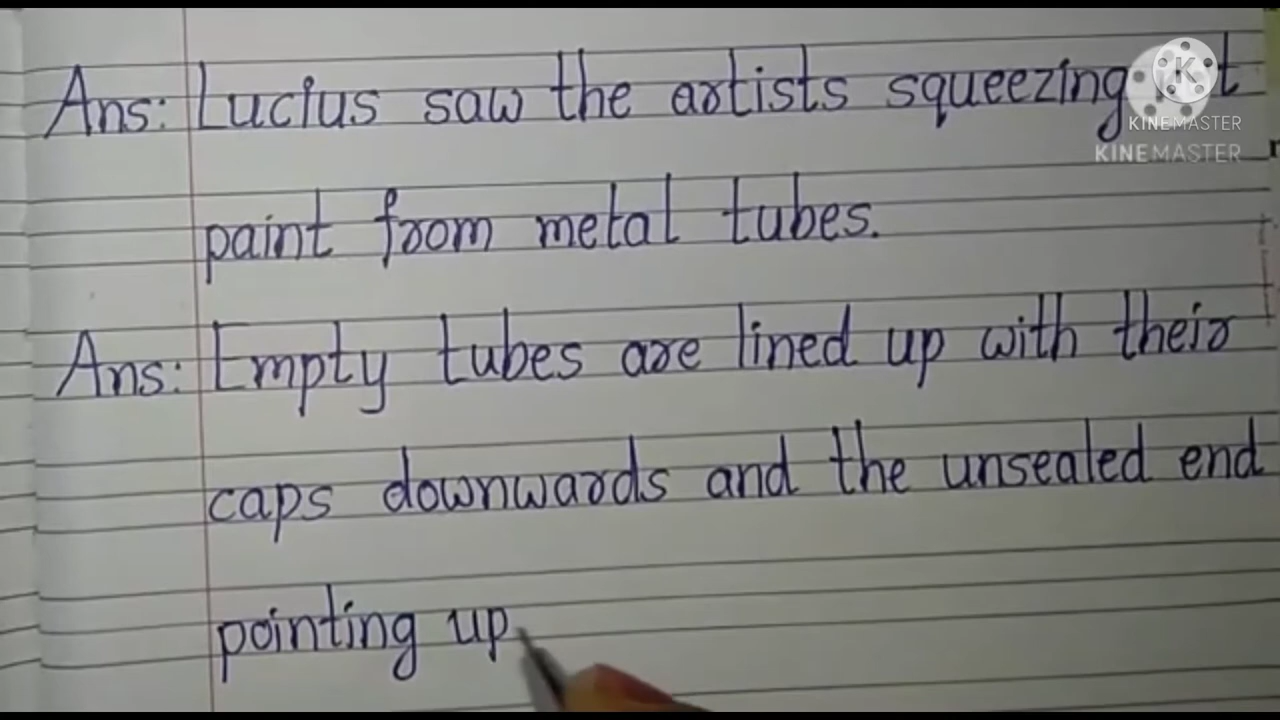 Ans: Lucius saw the artists squeezing
KINEMASTER
KINEMASTER
paint from metal tubes.
Ans: Empty tubes are lined up with their
caps downwards and the unsealed end
pointing up